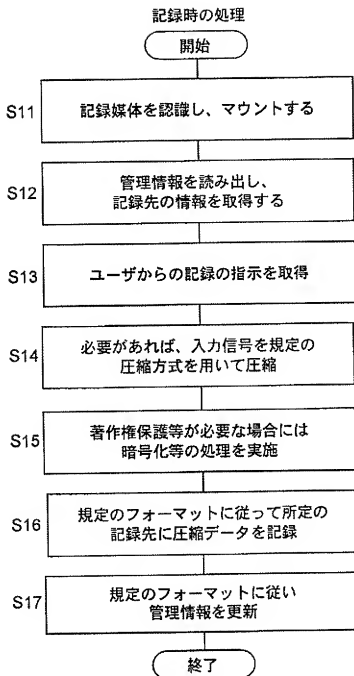 記録時の処理
開始
S11
記録媒体を認識し、マウントする
S12
管理情報を読み出し、
記録先の情報を取得する
S13
ユーザからの記録の指示を取得
S14
必要があれば、入力信号を規定の
圧縮方式を用いて圧縮
S15
著作権保護等が必要な場合には
暗号化等の処理を実施
S16
規定のフォーマットに従って所定の
記録先に圧縮データを記録
S17
規定のフォーマットに従い
管理情報を更新
終了